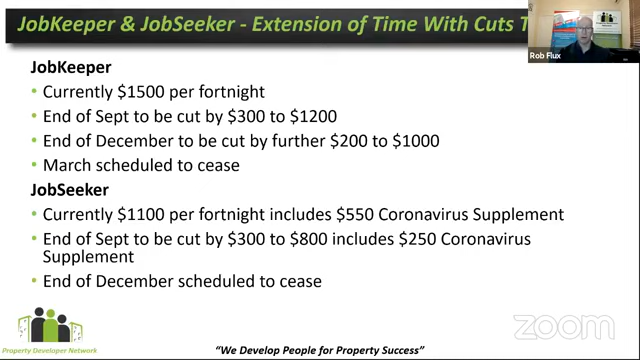 JobKeeper & JobSeeker - Extension of Time With Cuts
Rob Flux
JobKeeper
• Currently $1500 per fortnight
• End of Sept to be cut by $300 to $1200
• End of December to be cut by further $200 to $1000
• March scheduled to cease
JobSeeker
• Currently $1100 per fortnight includes $550 Coronavirus Supplement
• End of Sept to be cut by $300 to $800 includes $250 Coronavirus
Supplement
• End of December scheduled to cease
Property Developer Network
“We Develop People for Property Success”
zoom